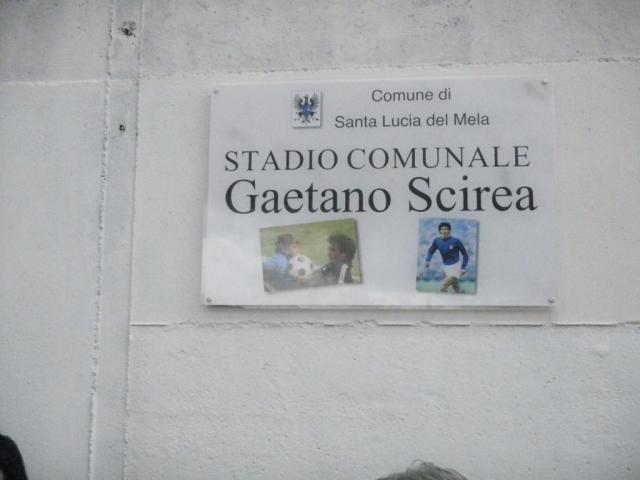 Comune di
Santa Lucia del Mela
STADIO COMUNALE
Gaetano Scirea